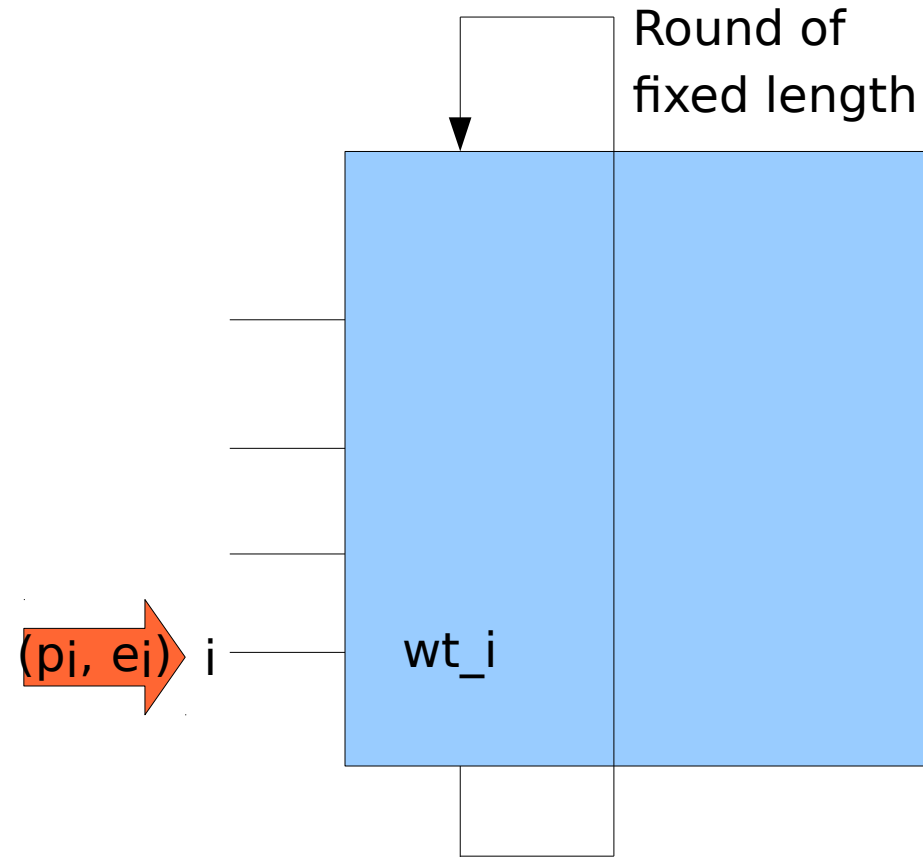 Round of
fixed length
(pi, ei) i
wt_i